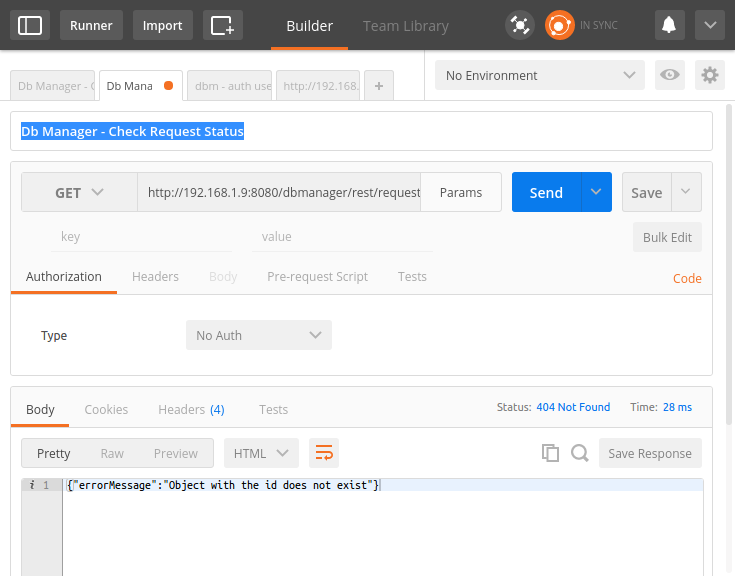 Runner Import Builder Team Library IN SYNC
Db Manager - Db Mana dbm - auth use http://192.168. + No Environment
Db Manager - Check Request Status
GET http://192.168.1.9:8080/dbmanager/rest/request Params Send Save
key value Bulk Edit
Authorization Headers Body Pre-request Script Tests Code
Type No Auth
Body Cookies Headers (4) Tests Status: 404 Not Found Time: 28 ms
Pretty Raw Preview HTML Save Response
i 1 {"errorMessage":"Object with the id does not exist"}